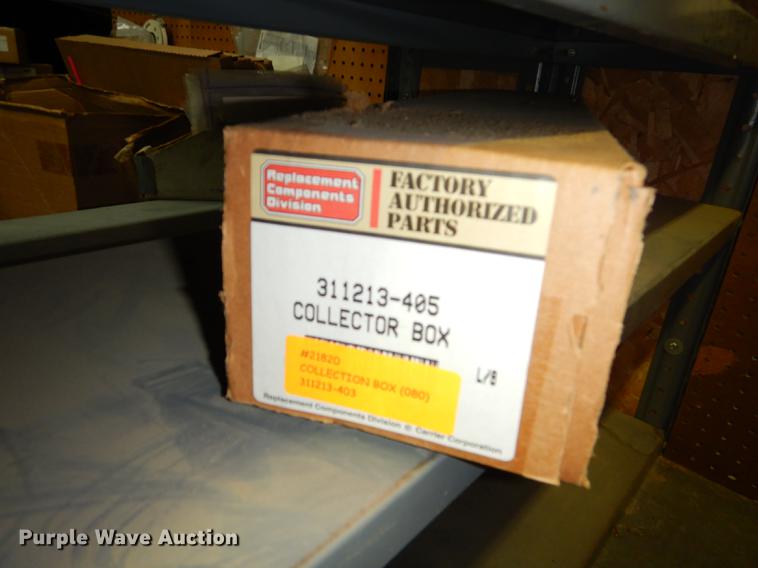 Replacement
Components
Division
FACTORY
AUTHORIZED
PARTS
311213-405
COLLECTOR BOX
L/8
#21820
COLLECTION BOX (080)
311213-403
Replacement Components Division © Carrier Corporation
Purple Wave Auction